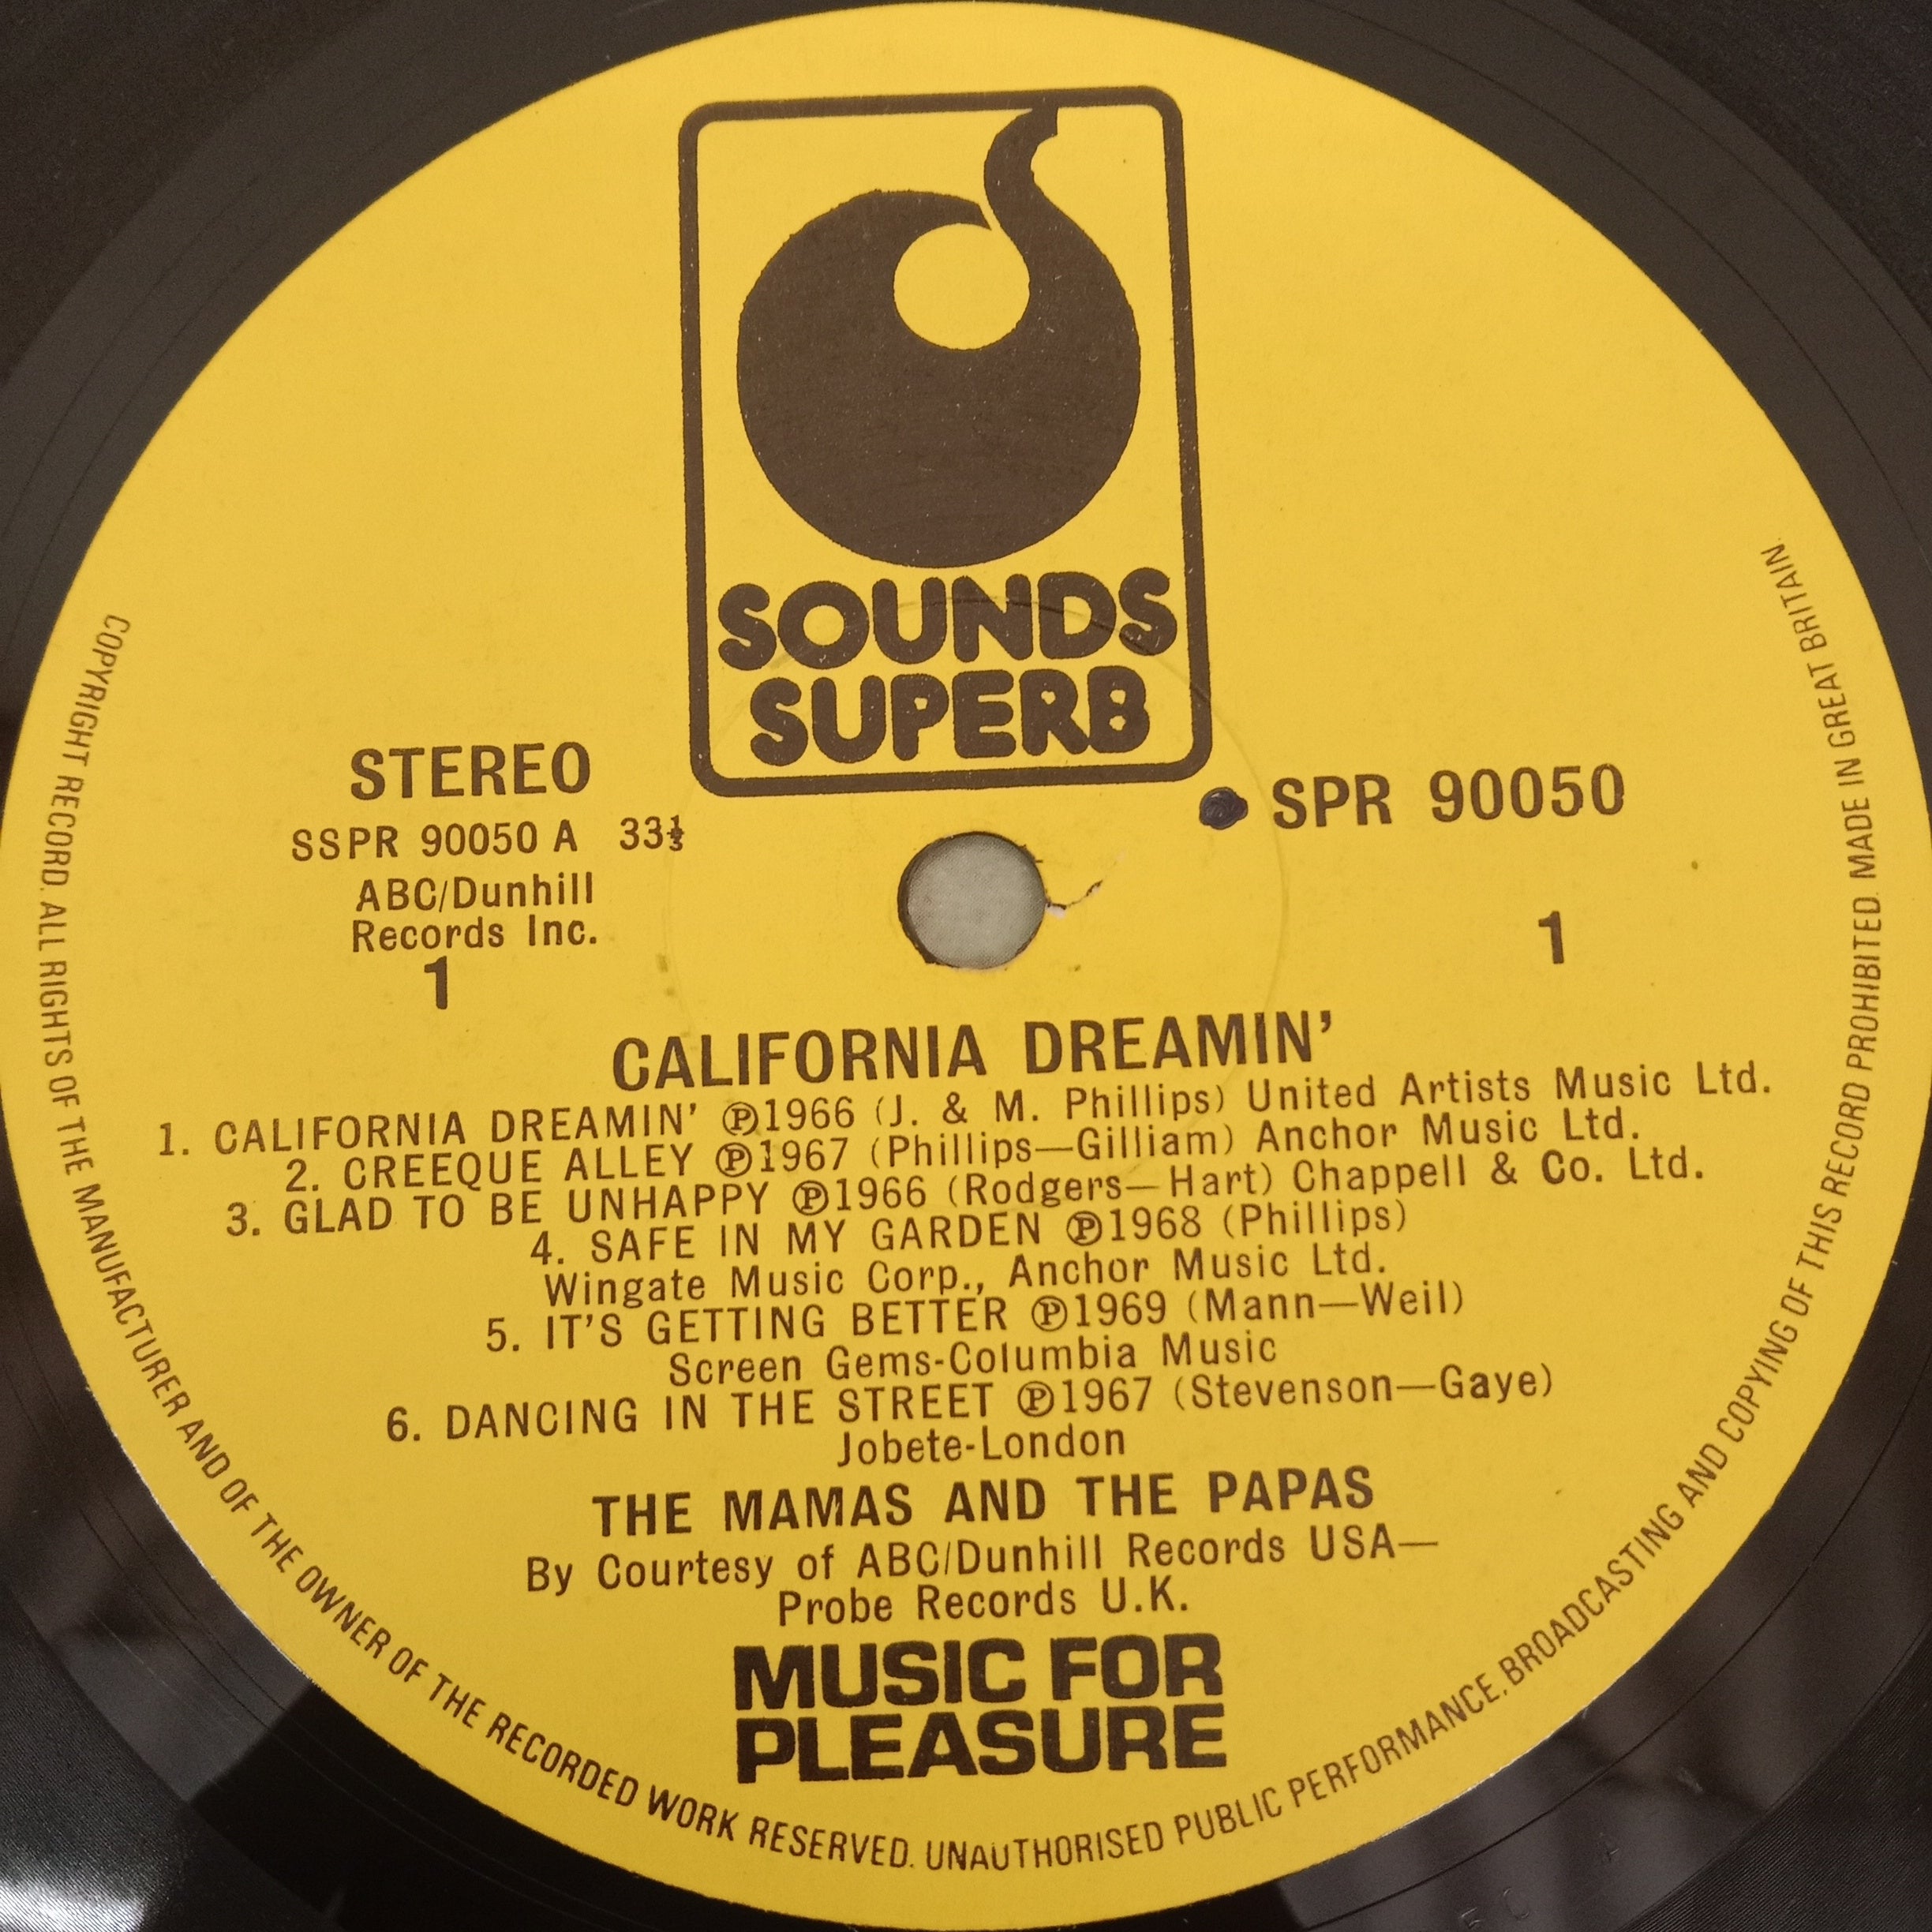 SOUNDS
SUPERB
STEREO
SSPR 90050 A 33⅓
ABC/Dunhill
Records Inc.
1
SPR 90050
1
CALIFORNIA DREAMIN'
1. CALIFORNIA DREAMIN' ℗1966 (J. & M. Phillips) United Artists Music Ltd.
2. CREEQUE ALLEY ℗1967 (Phillips—Gilliam) Anchor Music Ltd.
3. GLAD TO BE UNHAPPY ℗1966 (Rodgers—Hart) Chappell & Co. Ltd.
4. SAFE IN MY GARDEN ℗1968 (Phillips)
Wingate Music Corp., Anchor Music Ltd.
5. IT'S GETTING BETTER ℗1969 (Mann—Weil)
Screen Gems-Columbia Music
6. DANCING IN THE STREET ℗1967 (Stevenson—Gaye)
Jobete-London
THE MAMAS AND THE PAPAS
By Courtesy of ABC/Dunhill Records USA—
Probe Records U.K.
MUSIC FOR
PLEASURE
COPYRIGHT RECORD. ALL RIGHTS OF THE MANUFACTURER AND OF THE OWNER OF THE RECORDED WORK RESERVED. UNAUTHORISED PUBLIC PERFORMANCE, BROADCASTING AND COPYING OF THIS RECORD PROHIBITED. MADE IN GREAT BRITAIN.